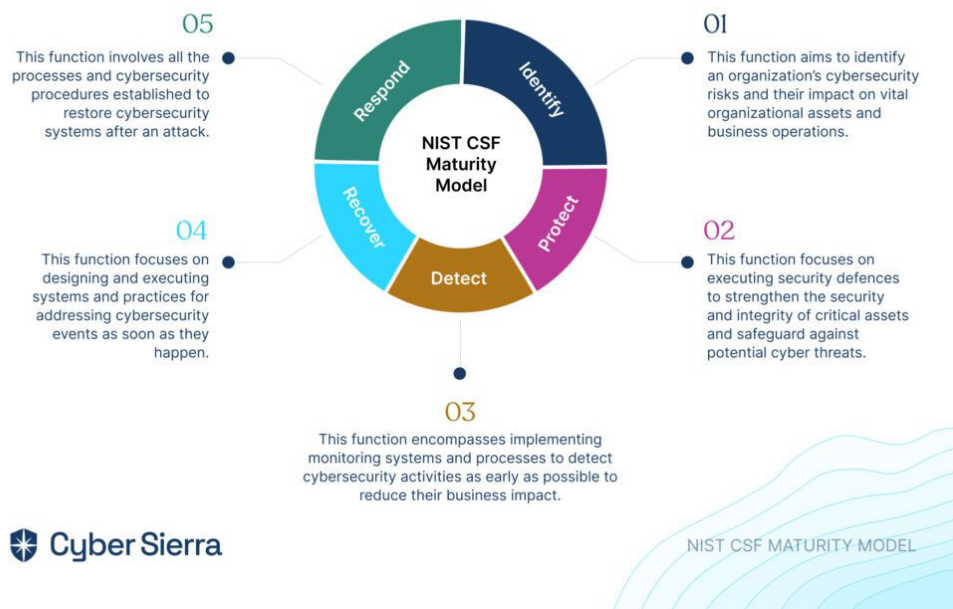 05
This function involves all the
processes and cybersecurity
procedures established to
restore cybersecurity
systems after an attack.
01
This function aims to identify
an organization's cybersecurity
risks and their impact on vital
organizational assets and
business operations.
Respond
Identify
NIST CSF
Maturity
Model
Recover
Protect
Detect
04
This function focuses on
designing and executing
systems and practices for
addressing cybersecurity
events as soon as they
happen.
02
This function focuses on
executing security defences
to strengthen the security
and integrity of critical assets
and safeguard against
potential cyber threats.
03
This function encompasses implementing
monitoring systems and processes to detect
cybersecurity activities as early as possible to
reduce their business impact.
Cyber Sierra
NIST CSF MATURITY MODEL